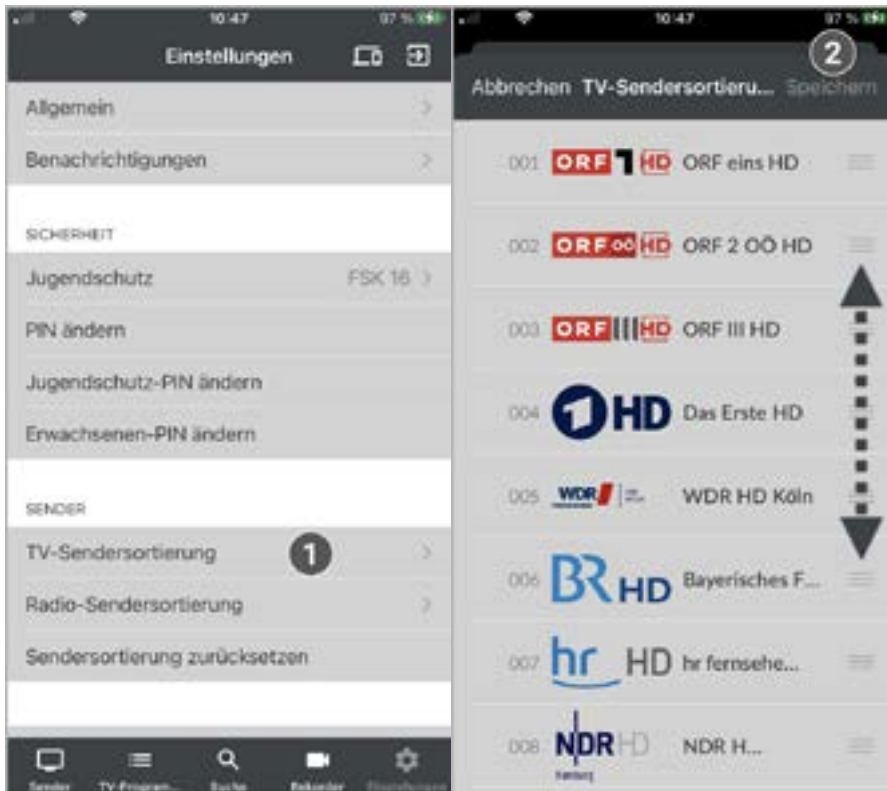 10:47
97 %
Einstellungen
Allgemein
Benachrichtigungen
SICHERHEIT
Jugendschutz FSK 16
PIN ändern
Jugendschutz-PIN ändern
Erwachsenen-PIN ändern
SENDER
TV-Sendersortierung 1
Radio-Sendersortierung
Sendersortierung zurücksetzen
Sender TV-Program... Suche Rekorder Einstellungen
10:47
97 %
2
Abbrechen TV-Sendersortieru... Speichern
001 ORF 1 HD ORF eins HD
002 ORF OÖ HD ORF 2 OÖ HD
003 ORF III HD ORF III HD
004 1 HD Das Erste HD
005 WDR WDR HD Köln
006 BR HD Bayerisches F...
007 hr HD hr fernsehe...
008 NDR HD NDR H...
Hamburg